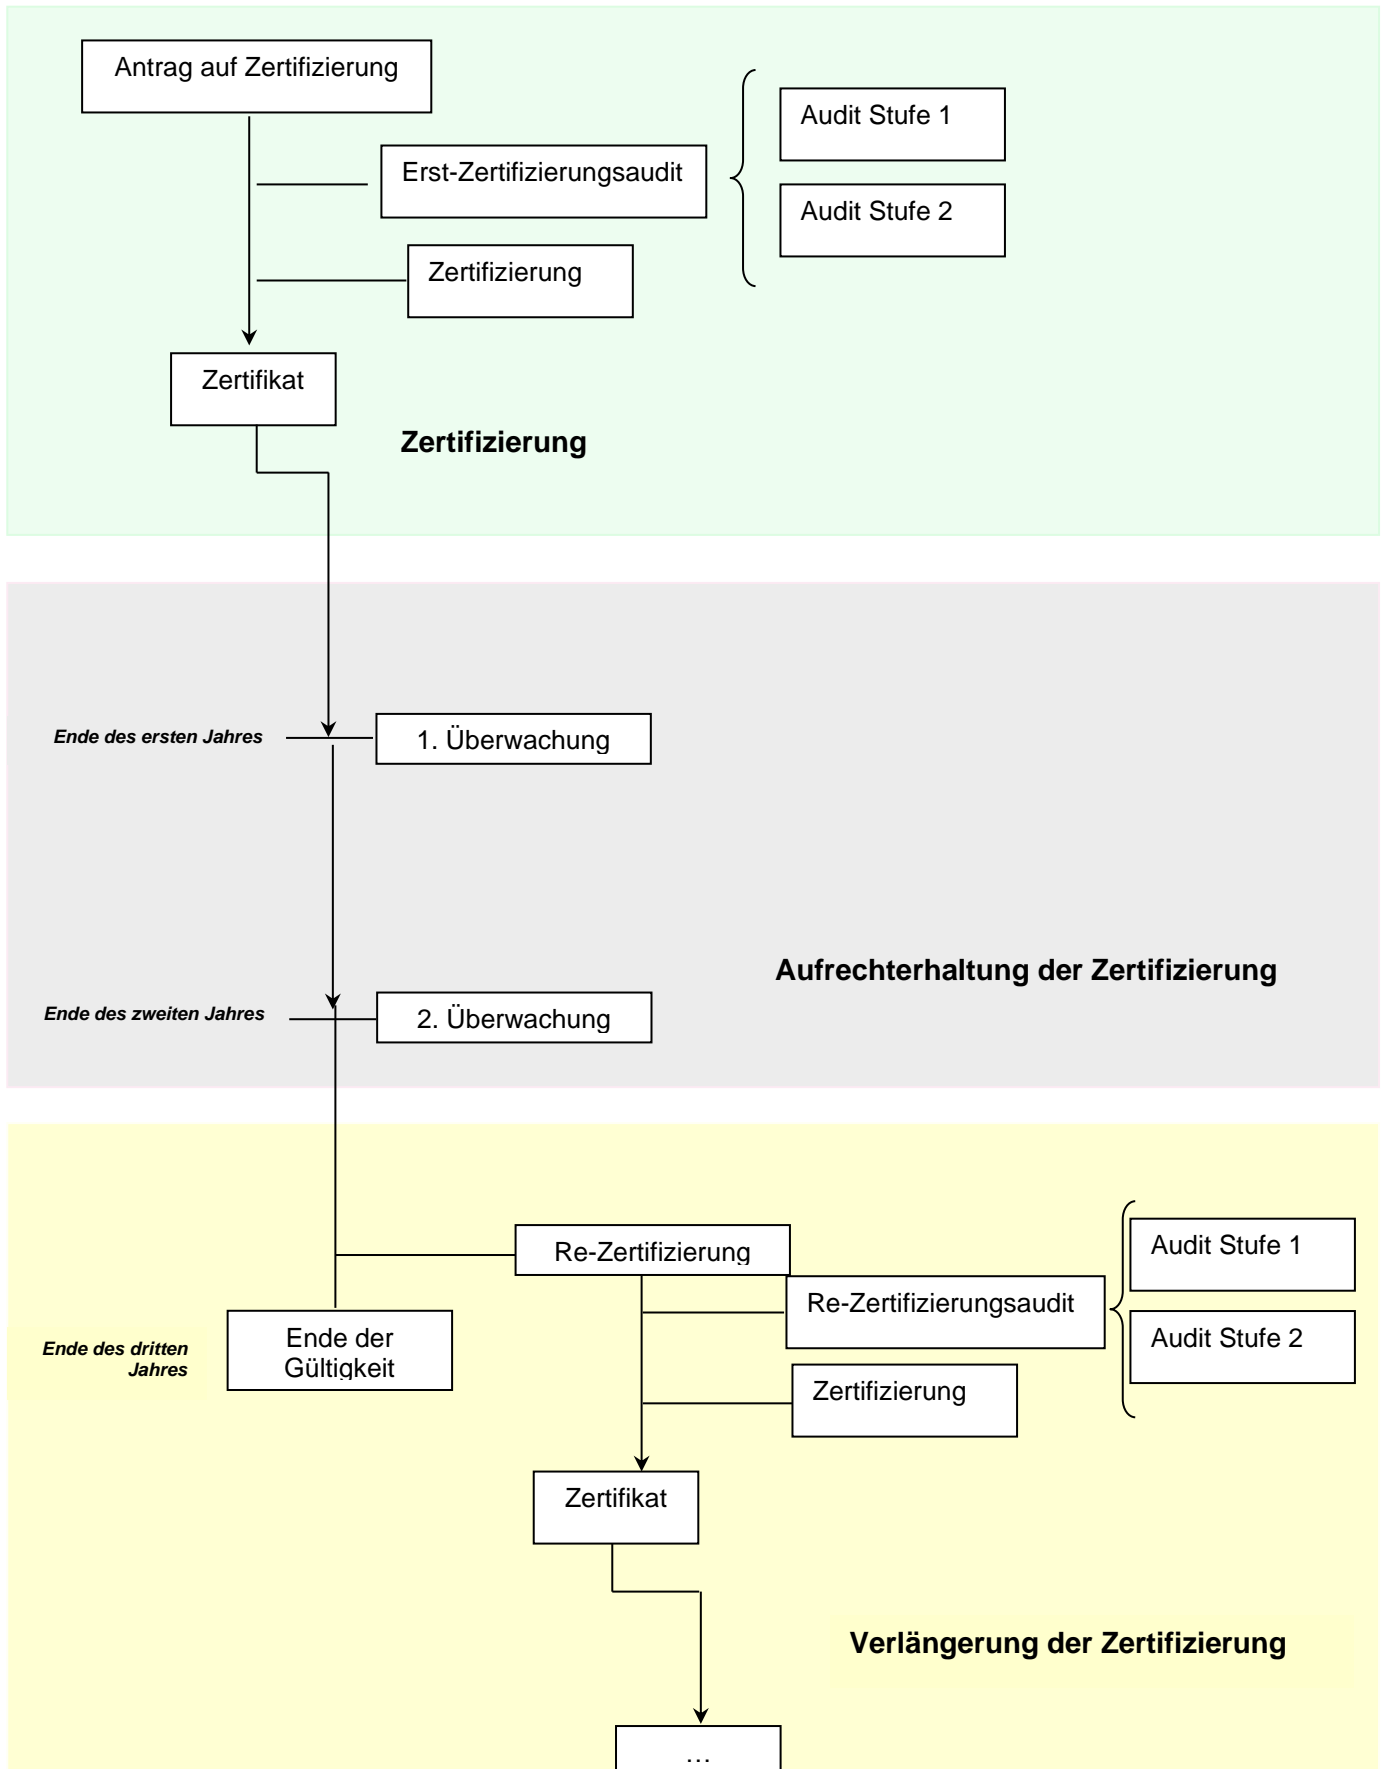 Antrag auf Zertifizierung
Audit Stufe 1
Erst-Zertifizierungsaudit
Audit Stufe 2
Zertifizierung
Zertifikat
Zertifizierung
Ende des ersten Jahres
1. Überwachung
Aufrechterhaltung der Zertifizierung
Ende des zweiten Jahres
2. Überwachung
Re-Zertifizierung
Audit Stufe 1
Re-Zertifizierungsaudit
Ende des dritten
Jahres
Ende der
Gültigkeit
Audit Stufe 2
Zertifizierung
Zertifikat
Verlängerung der Zertifizierung
…